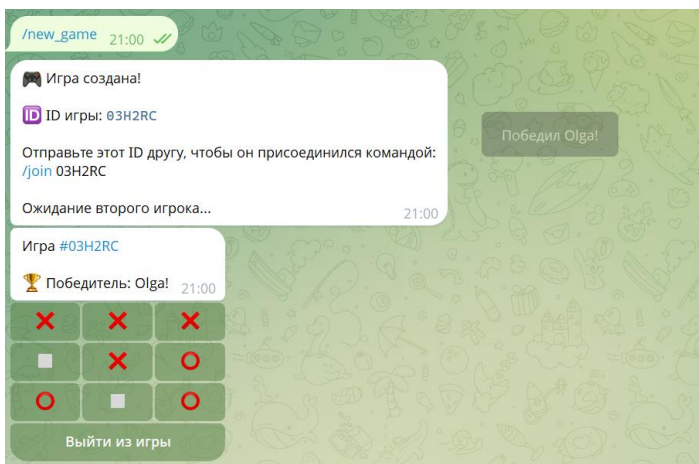 /new_game 21:00
🎮 Игра создана!
🆔 ID игры: 03H2RC
Отправьте этот ID другу, чтобы он присоединился командой:
/join 03H2RC
Ожидание второго игрока...
21:00
Победил Olga!
Игра #03H2RC
🏆 Победитель: Olga! 21:00
❌ ❌ ❌
◽ ❌ ⭕
⭕ ◽ ⭕
Выйти из игры